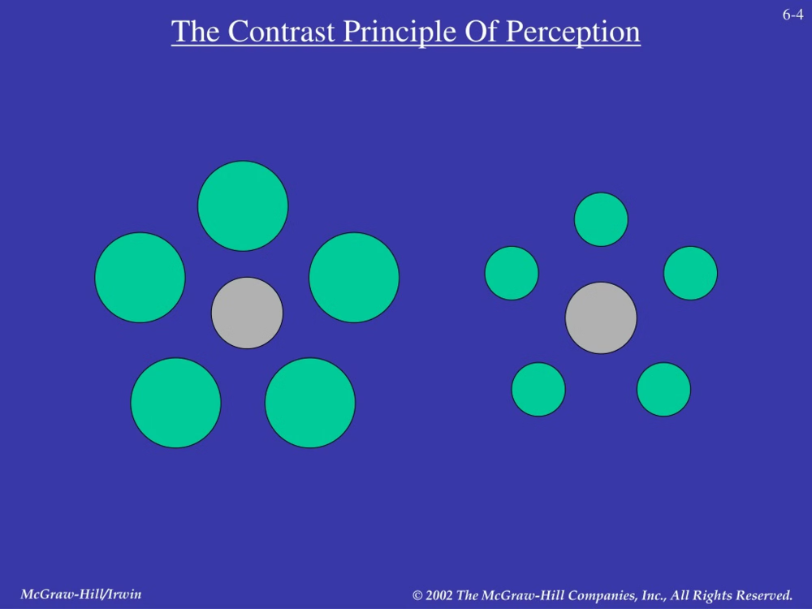 6-4
The Contrast Principle Of Perception
McGraw-Hill/Irwin
© 2002 The McGraw-Hill Companies, Inc., All Rights Reserved.